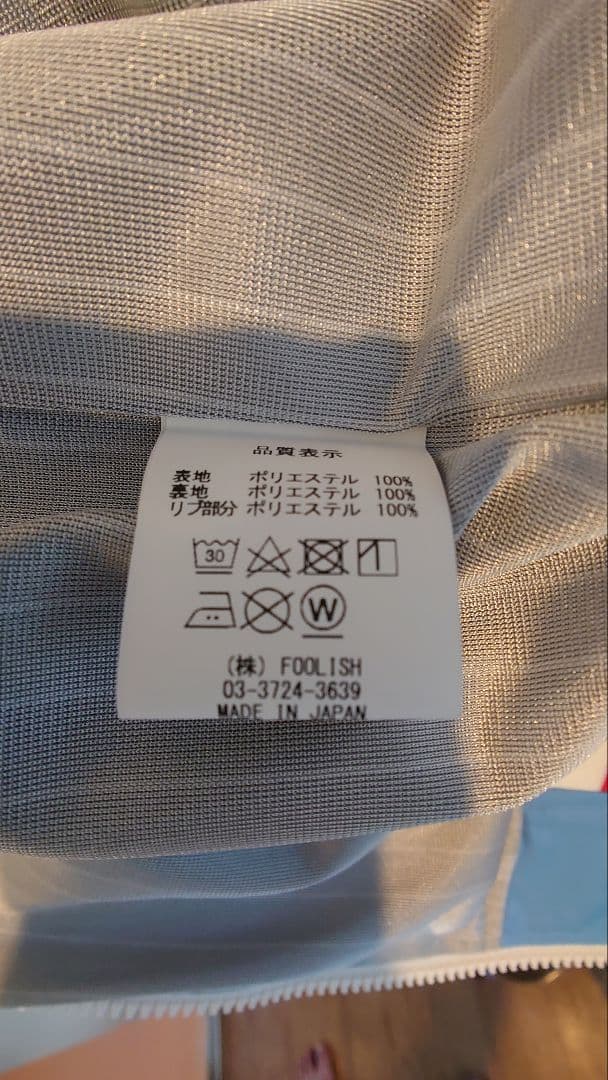 品質表示
表地 ポリエステル 100%
裏地 ポリエステル 100%
リブ部分 ポリエステル 100%
30
W
(株) FOOLISH
03-3724-3639
MADE IN JAPAN